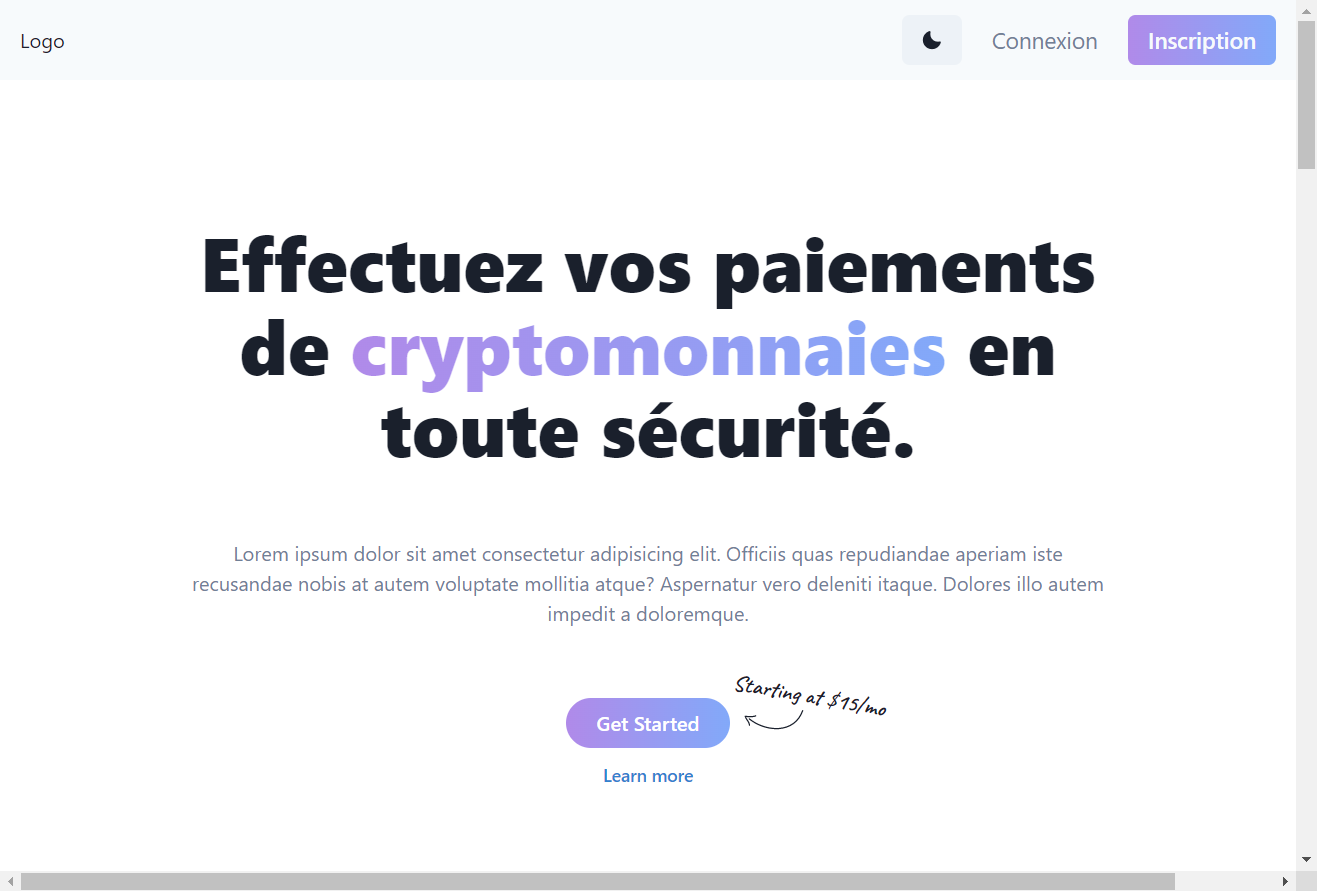 Logo
Connexion
Inscription
Effectuez vos paiements
de cryptomonnaies en
toute sécurité.
Lorem ipsum dolor sit amet consectetur adipisicing elit. Officiis quas repudiandae aperiam iste
recusandae nobis at autem voluptate mollitia atque? Aspernatur vero deleniti itaque. Dolores illo autem
impedit a doloremque.
Starting at $15/mo
Get Started
Learn more